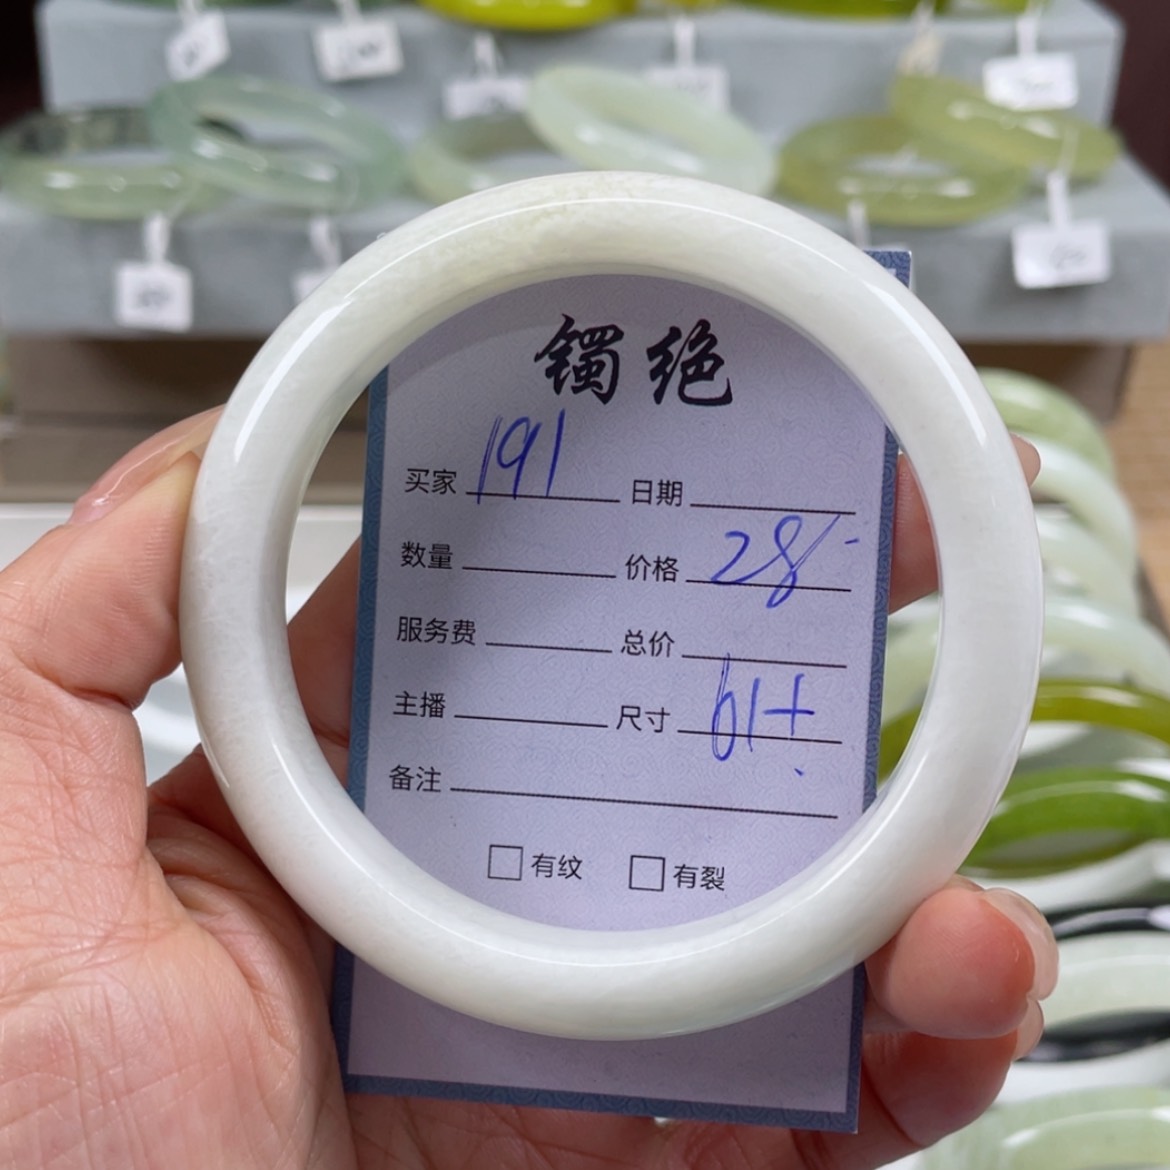 镯绝
买家 191 日期
数量 价格 28/-
服务费 总价
主播 尺寸 61+
备注
□有纹 □有裂